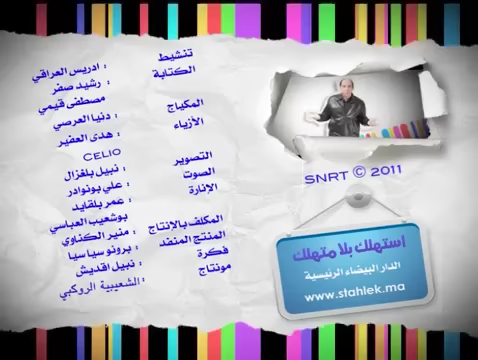 تنشيط : ادريس العراقي
الكتابة : رشيد صفر
مصطفى قيمي
المكياج : دنيا العرصي
الأزياء : هدى العفير
CELIO
التصوير : نبيل بلغزال
الصوت : علي بونوادر
الإنارة : عمر بلقايد
بوشعيب العباسي
المكلف بالإنتاج : منير الكناوي
المنتج المنفد : برونو سياسيا
فكرة : نبيل اقديش
مونتاج : الشعيبية الروكبي
SNRT © 2011
استهلك بلا متهلك
الدار البيضاء الرئيسية
www.stahlek.ma